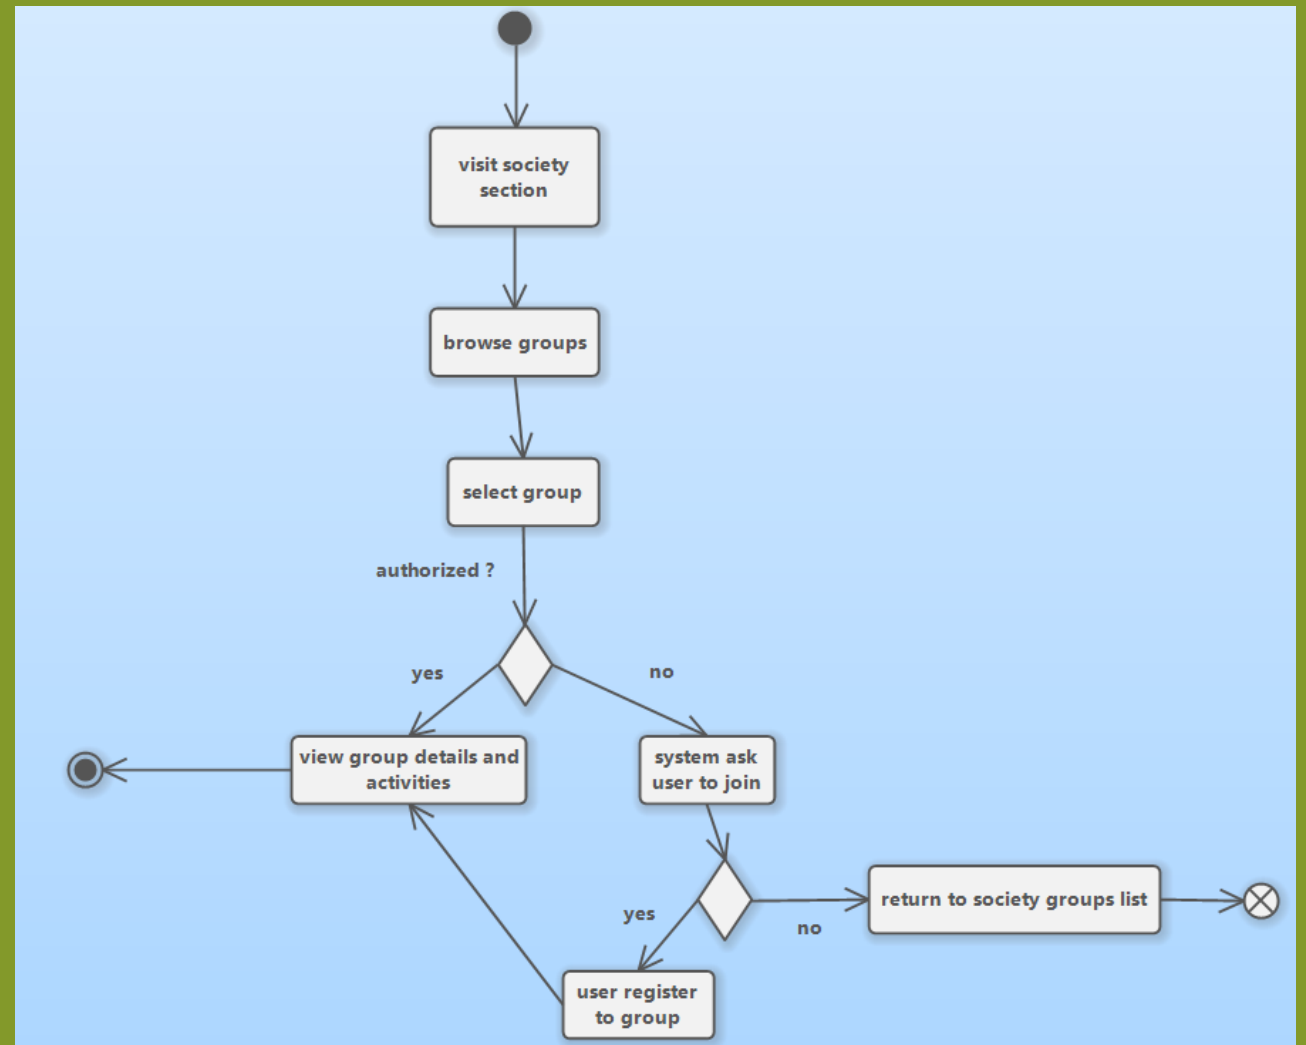 visit society
section
browse groups
select group
authorized ?
yes
no
view group details and
activities
system ask
user to join
return to society groups list
yes
no
user register
to group